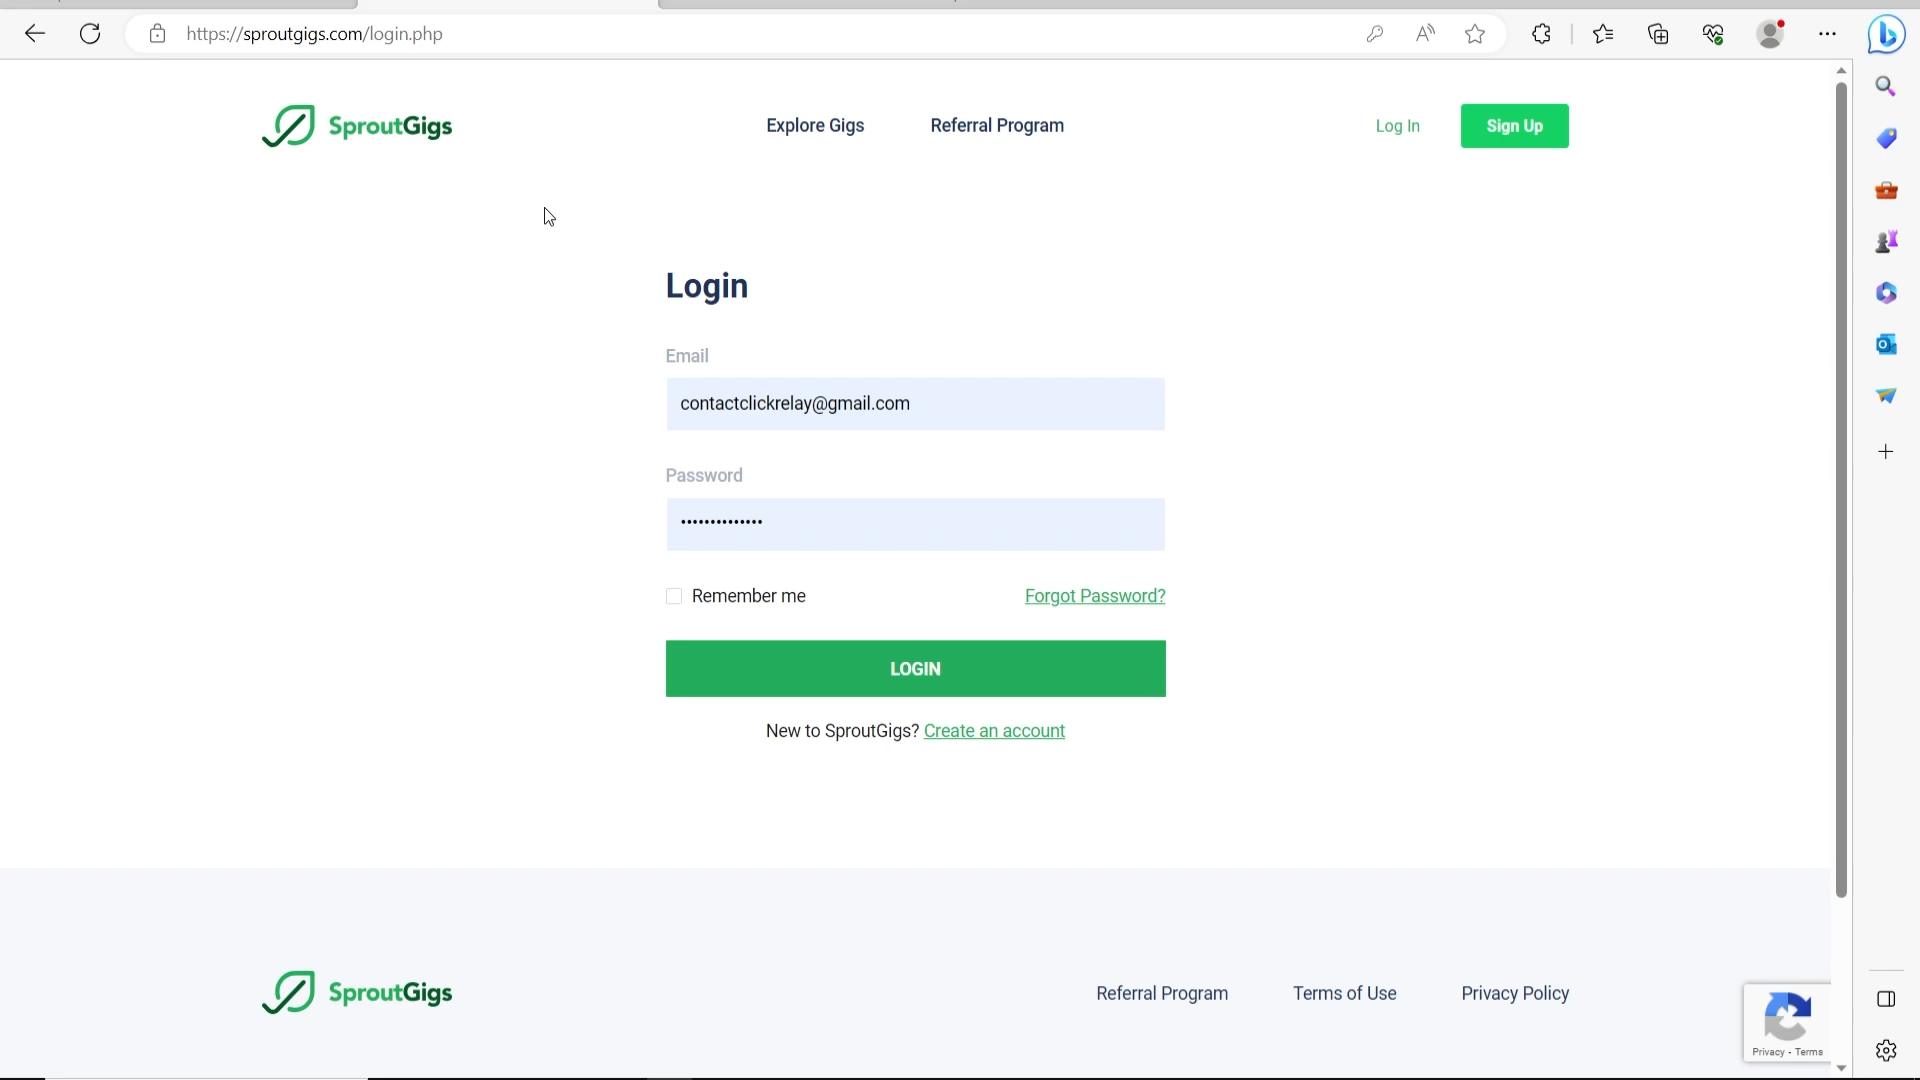 https://sproutgigs.com/login.php
SproutGigs
Explore Gigs
Referral Program
Log In
Sign Up
Login
Email
contactclickrelay@gmail.com
Password
••••••••••••••
Remember me
Forgot Password?
LOGIN
New to SproutGigs? Create an account
SproutGigs
Referral Program
Terms of Use
Privacy Policy
Privacy - Terms